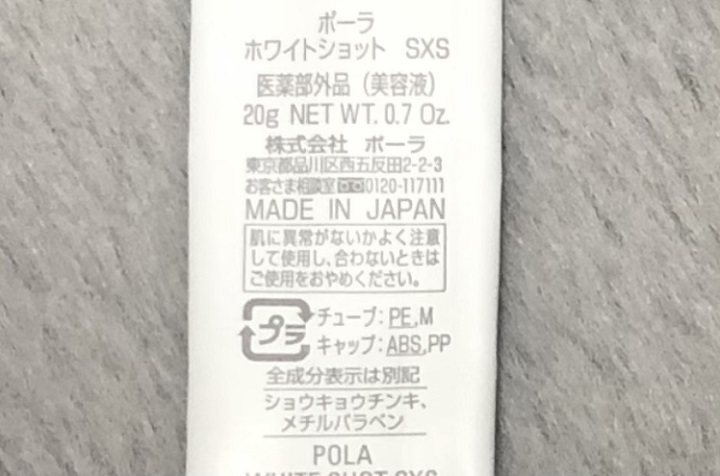 ポーラ
ホワイトショット SXS
医薬部外品（美容液）
20g NET WT. 0.7 Oz.
株式会社 ポーラ
東京都品川区西五反田2-2-3
お客さま相談室 0120-117111
MADE IN JAPAN
肌に異常がないかよく注意
して使用し、合わないときは
ご使用をおやめください。
プラ
チューブ：PE,M
キャップ：ABS,PP
全成分表示は別記
ショウキョウチンキ、
メチルパラベン
POLA
WHITE SHOT SXS